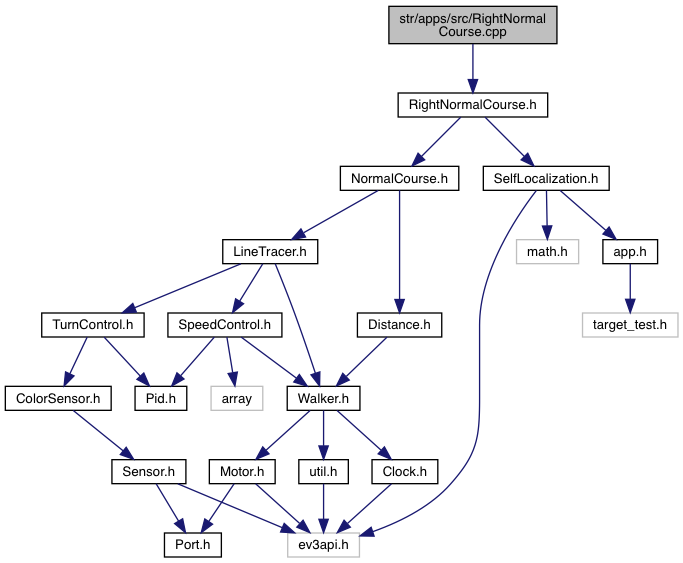 str/apps/src/RightNormal
Course.cpp
RightNormalCourse.h
NormalCourse.h
SelfLocalization.h
LineTracer.h
math.h
app.h
TurnControl.h
SpeedControl.h
Distance.h
target_test.h
ColorSensor.h
Pid.h
array
Walker.h
Sensor.h
Motor.h
util.h
Clock.h
Port.h
ev3api.h